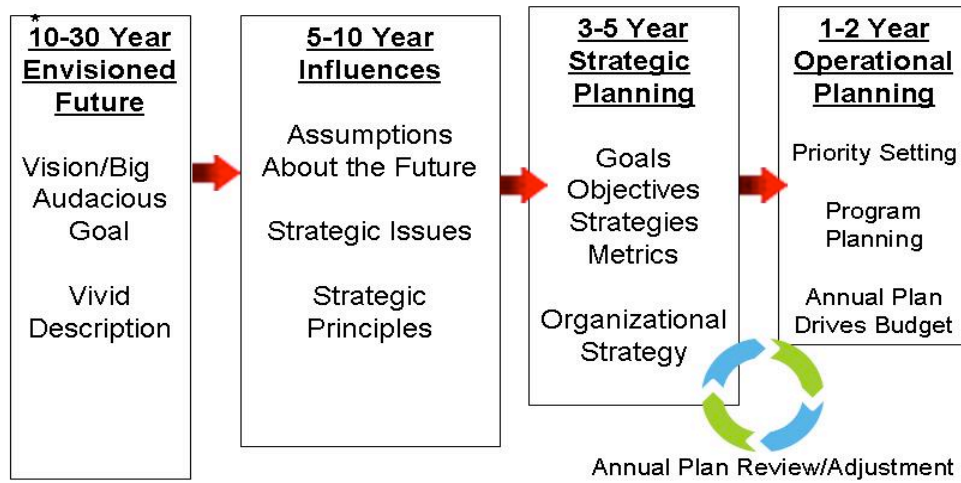 *
10-30 Year
Envisioned
Future
Vision/Big
Audacious
Goal
Vivid
Description
5-10 Year
Influences
Assumptions
About the Future
Strategic Issues
Strategic
Principles
3-5 Year
Strategic
Planning
Goals
Objectives
Strategies
Metrics
Organizational
Strategy
1-2 Year
Operational
Planning
Priority Setting
Program
Planning
Annual Plan
Drives Budget
Annual Plan Review/Adjustment